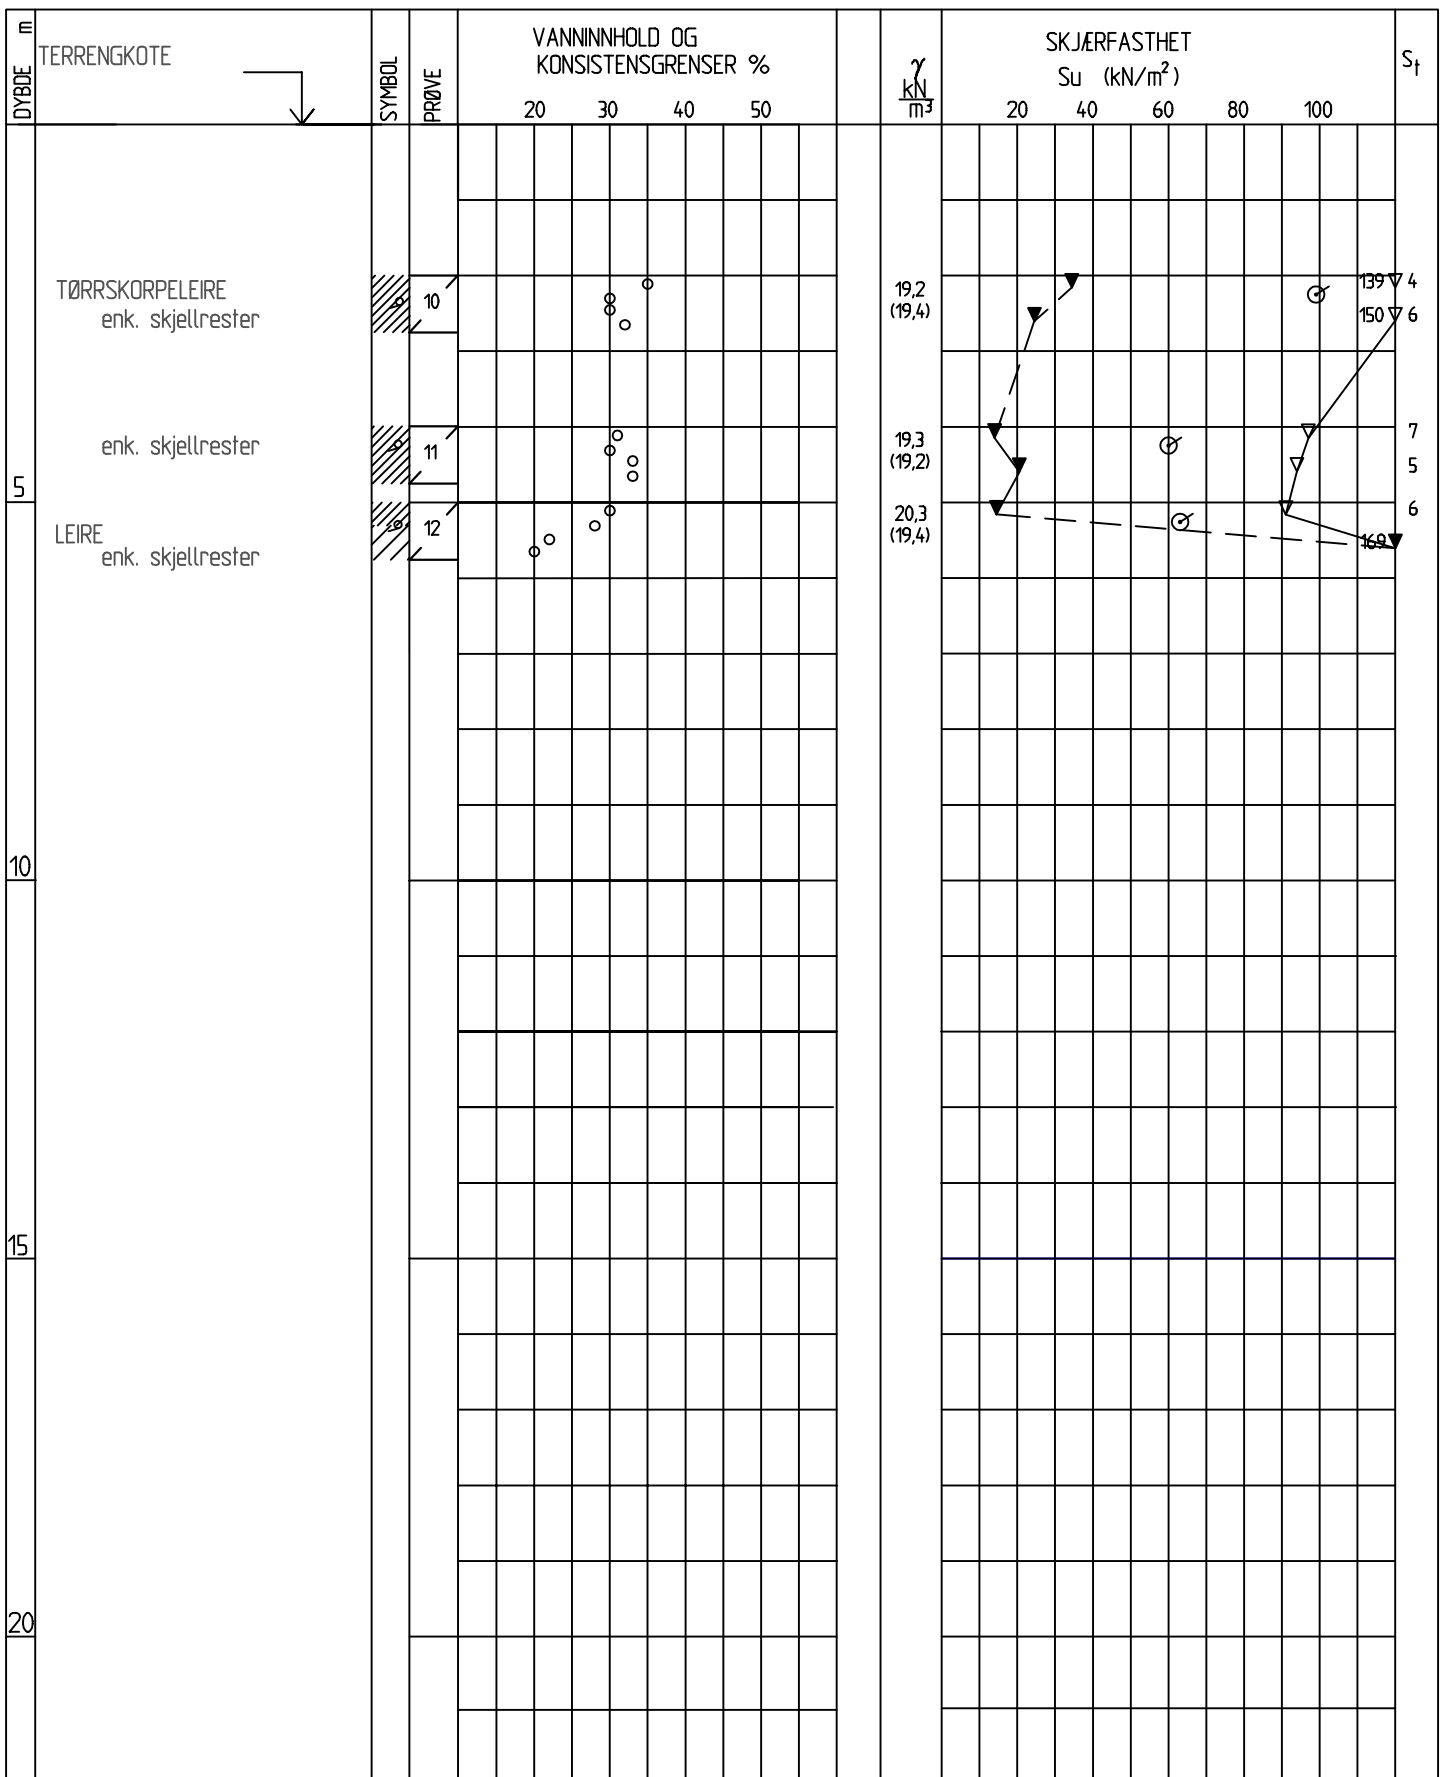 m
DYBDE
TERRENGKOTE
SYMBOL
PRØVE
VANNINNHOLD OG
KONSISTENSGRENSER %
20 30 40 50
γ
kN
m³
SKJÆRFASTHET
Su (kN/m²)
20 40 60 80 100
St
TØRRSKORPELEIRE
enk. skjellrester
10
19,2
(19,4)
139 4
150 6
enk. skjellrester
11
19,3
(19,2)
7
5
5
LEIRE
enk. skjellrester
12
20,3
(19,4)
6
169
10
15
20